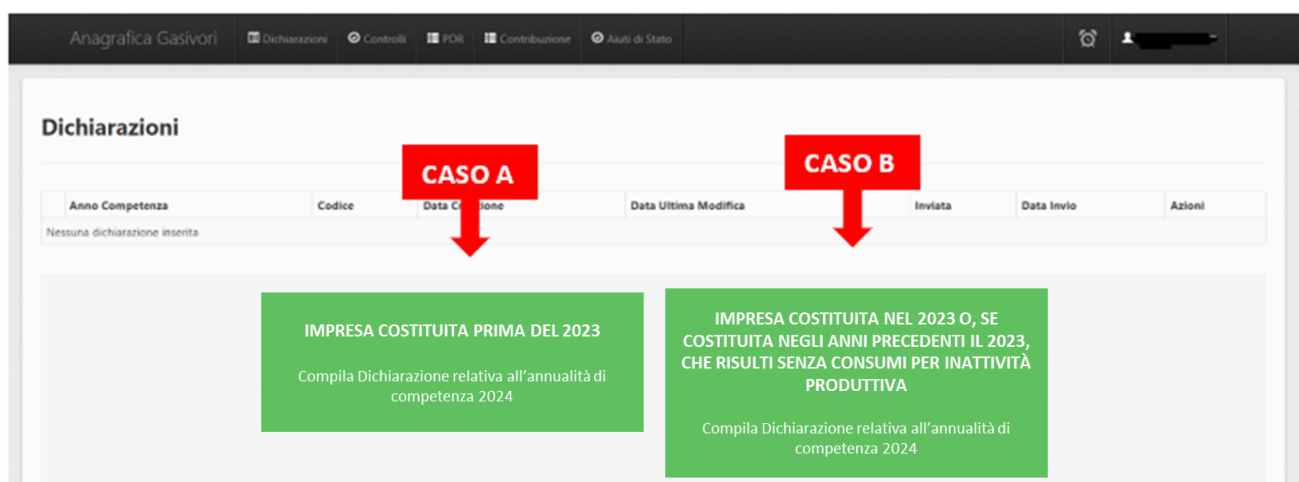 Anagrafica Gasivori Dichiarazioni Controlli PDR Contribuzione Aiuti di Stato
Dichiarazioni
CASO A
CASO B
Anno Competenza Codice Data Ultima Modifica Inviata Data Invio Azioni
Nessuna dichiarazione inserita
IMPRESA COSTITUITA PRIMA DEL 2023
Compila Dichiarazione relativa all'annualità di
competenza 2024
IMPRESA COSTITUITA NEL 2023 O, SE
COSTITUITA NEGLI ANNI PRECEDENTI IL 2023,
CHE RISULTI SENZA CONSUMI PER INATTIVITÀ
PRODUTTIVA
Compila Dichiarazione relativa all'annualità di
competenza 2024